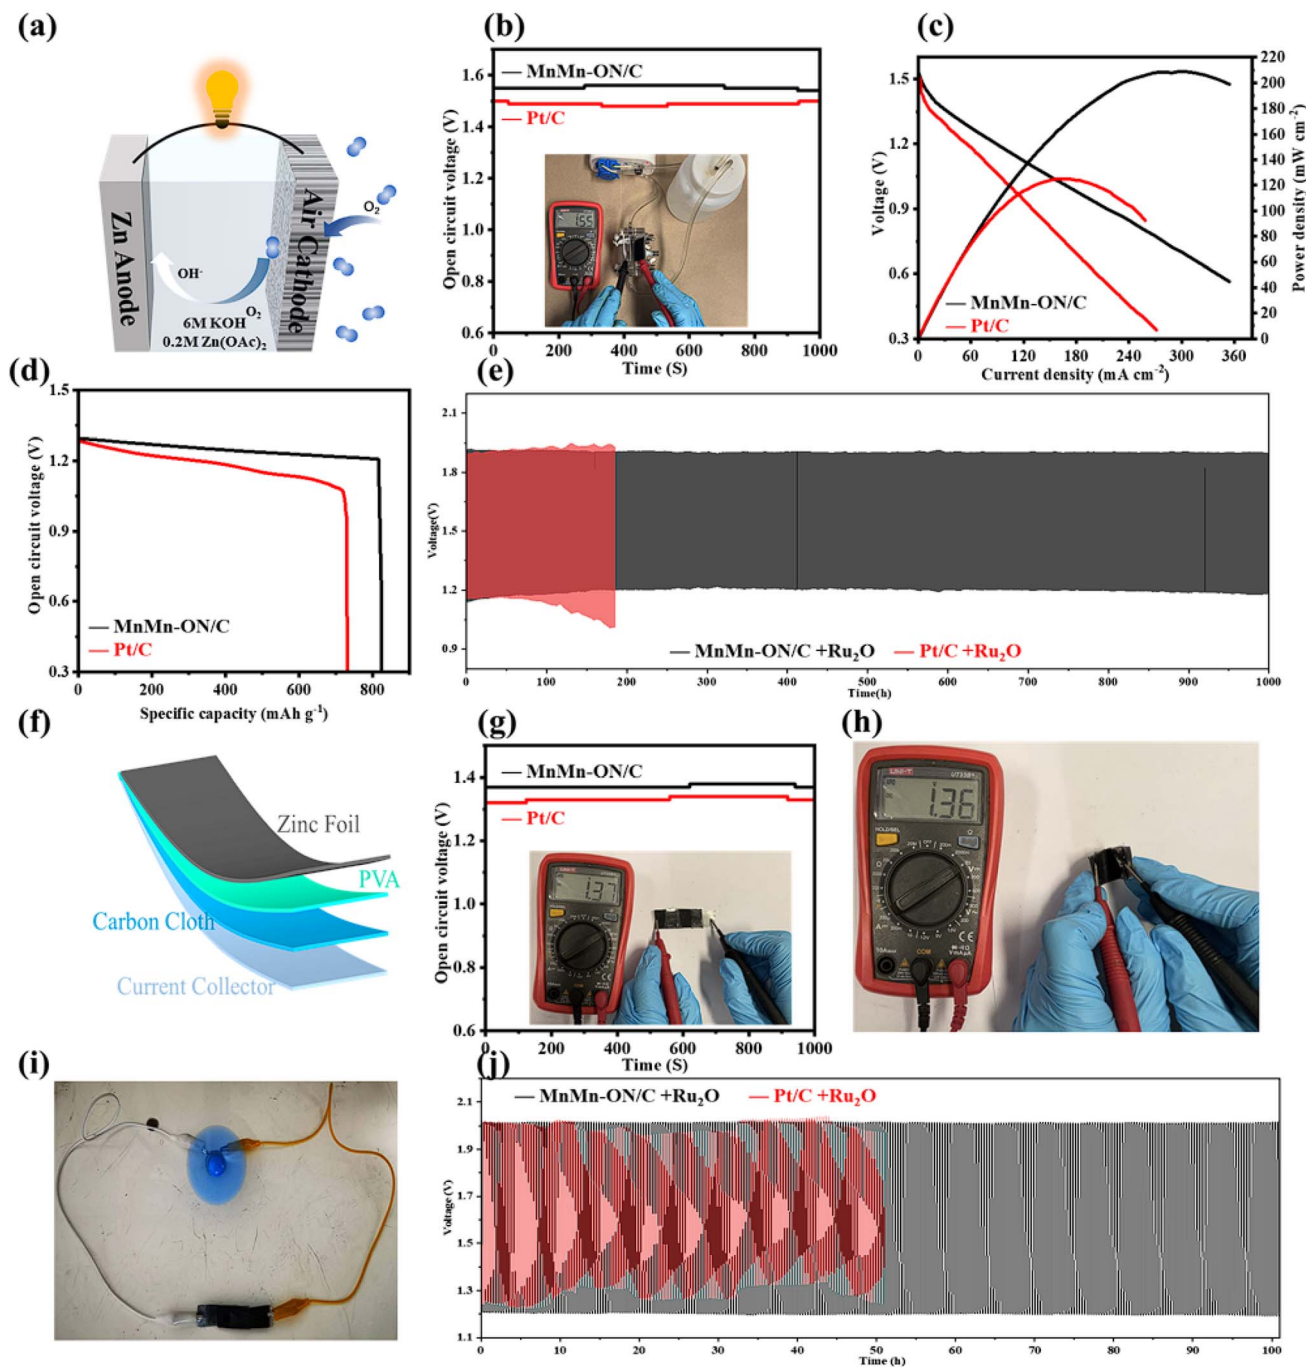 (a)
Zn Anode
Air Cathode
O₂
OH⁻
O₂
6M KOH
0.2M Zn(OAc)₂
(b)
Open circuit voltage (V)
1.6
1.4
1.2
1.0
0.8
0.6
MnMn-ON/C
Pt/C
1.55
0 200 400 600 800 1000
Time (S)
(c)
Voltage (V)
1.5
1.2
0.9
0.6
0.3
MnMn-ON/C
Pt/C
0 60 120 180 240 300 360
Current density (mA cm⁻²)
220
200
180
160
140
120
100
80
60
40
20
0
Power density (mW cm⁻²)
(d)
Open circuit voltage (V)
1.5
1.2
0.9
0.6
0.3
MnMn-ON/C
Pt/C
0 200 400 600 800
Specific capacity (mAh g⁻¹)
(e)
Voltage(V)
2.1
1.8
1.5
1.2
0.9
MnMn-ON/C +Ru₂O Pt/C +Ru₂O
0 100 200 300 400 500 600 700 800 900 1000
Time(h)
(f)
Zinc Foil
PVA
Carbon Cloth
Current Collector
(g)
Open circuit voltage (V)
1.4
1.2
1.0
0.8
0.6
MnMn-ON/C
Pt/C
1.37
0 200 400 600 800 1000
Time (S)
(h)
UNI-T
1.36
HOLD/SEL
COM
(i)
(j)
MnMn-ON/C +Ru₂O Pt/C +Ru₂O
Voltage(V)
2.1
1.9
1.7
1.5
1.3
1.1
0 10 20 30 40 50 60 70 80 90 100
Time (h)